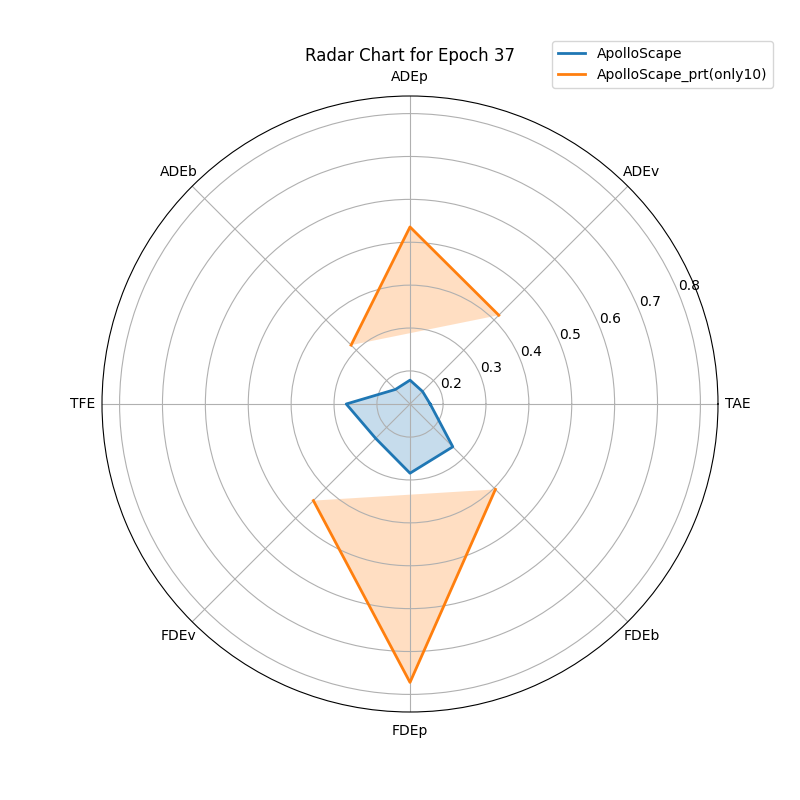 Radar Chart for Epoch 37
ApolloScape
ApolloScape_prt(only10)
ADEp
ADEb
ADEv
0.8
0.7
0.6
0.5
0.4
0.3
0.2
TFE
TAE
FDEv
FDEb
FDEp